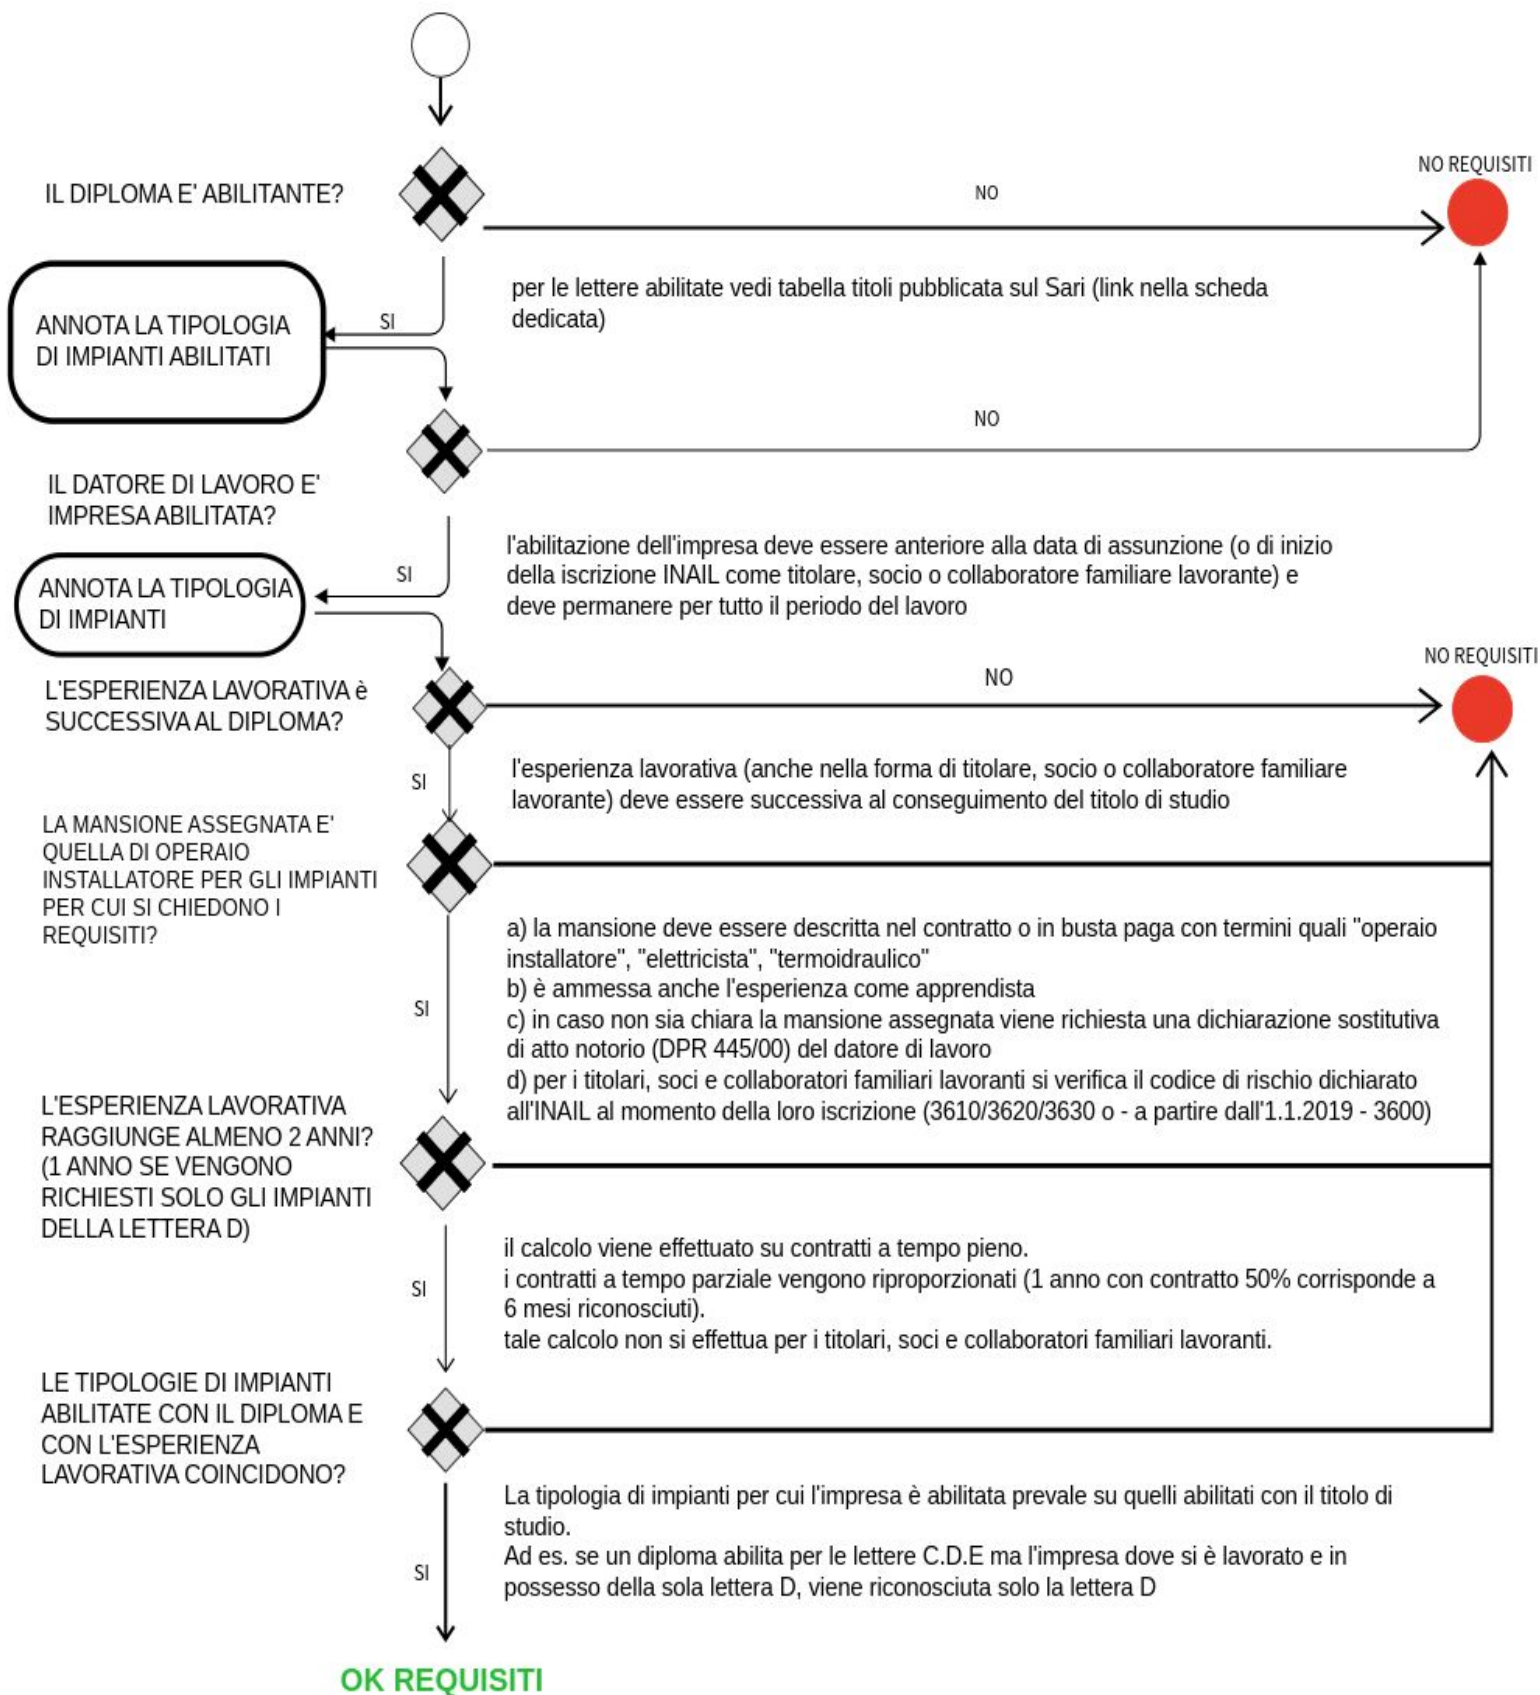 NO REQUISITI
IL DIPLOMA E' ABILITANTE?
NO
per le lettere abilitate vedi tabella titoli pubblicata sul Sari (link nella scheda
dedicata)
SI
ANNOTA LA TIPOLOGIA
DI IMPIANTI ABILITATI
NO
IL DATORE DI LAVORO E'
IMPRESA ABILITATA?
l'abilitazione dell'impresa deve essere anteriore alla data di assunzione (o di inizio
della iscrizione INAIL come titolare, socio o collaboratore familiare lavorante) e
deve permanere per tutto il periodo del lavoro
SI
ANNOTA LA TIPOLOGIA
DI IMPIANTI
NO REQUISITI
NO
L'ESPERIENZA LAVORATIVA è
SUCCESSIVA AL DIPLOMA?
SI
l'esperienza lavorativa (anche nella forma di titolare, socio o collaboratore familiare
lavorante) deve essere successiva al conseguimento del titolo di studio
LA MANSIONE ASSEGNATA E'
QUELLA DI OPERAIO
INSTALLATORE PER GLI IMPIANTI
PER CUI SI CHIEDONO I
REQUISITI?
a) la mansione deve essere descritta nel contratto o in busta paga con termini quali "operaio
installatore", "elettricista", "termoidraulico"
b) è ammessa anche l'esperienza come apprendista
c) in caso non sia chiara la mansione assegnata viene richiesta una dichiarazione sostitutiva
di atto notorio (DPR 445/00) del datore di lavoro
d) per i titolari, soci e collaboratori familiari lavoranti si verifica il codice di rischio dichiarato
all'INAIL al momento della loro iscrizione (3610/3620/3630 o - a partire dall'1.1.2019 - 3600)
SI
L'ESPERIENZA LAVORATIVA
RAGGIUNGE ALMENO 2 ANNI?
(1 ANNO SE VENGONO
RICHIESTI SOLO GLI IMPIANTI
DELLA LETTERA D)
il calcolo viene effettuato su contratti a tempo pieno.
i contratti a tempo parziale vengono riproporzionati (1 anno con contratto 50% corrisponde a
6 mesi riconosciuti).
tale calcolo non si effettua per i titolari, soci e collaboratori familiari lavoranti.
SI
LE TIPOLOGIE DI IMPIANTI
ABILITATE CON IL DIPLOMA E
CON L'ESPERIENZA
LAVORATIVA COINCIDONO?
La tipologia di impianti per cui l'impresa è abilitata prevale su quelli abilitati con il titolo di
studio.
Ad es. se un diploma abilita per le lettere C.D.E ma l'impresa dove si è lavorato e in
possesso della sola lettera D, viene riconosciuta solo la lettera D
SI
OK REQUISITI